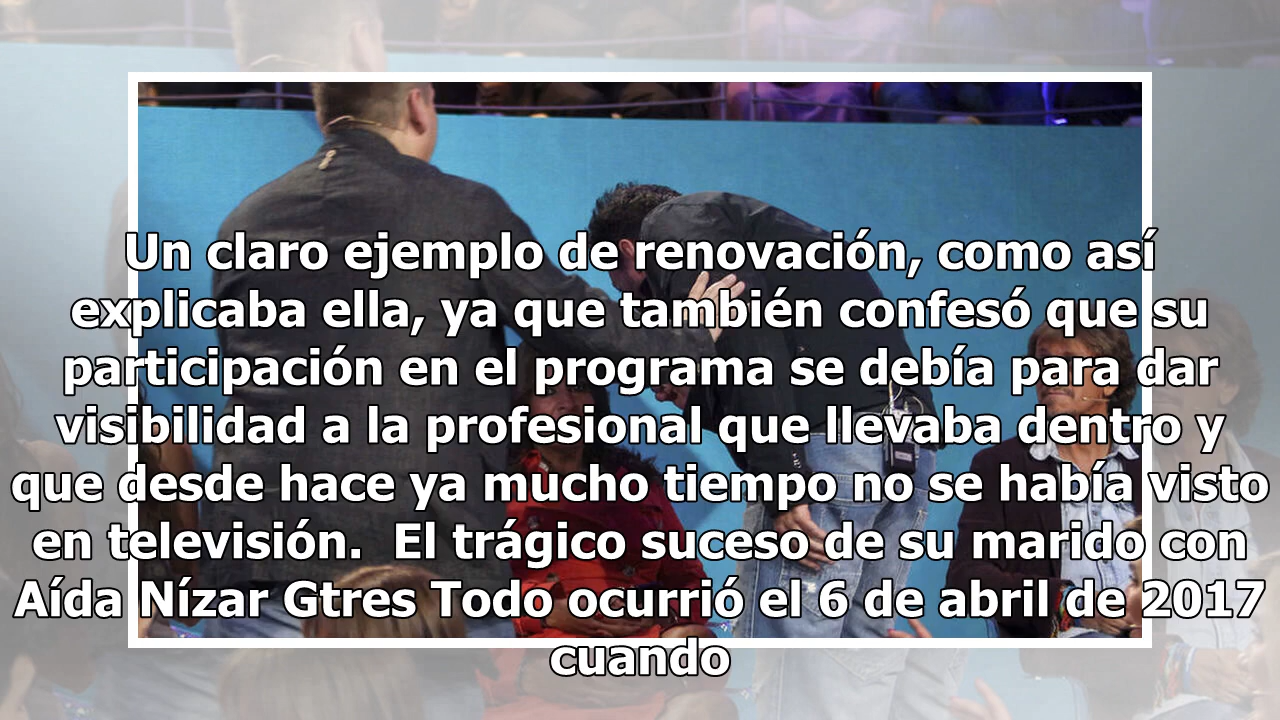 Un claro ejemplo de renovación, como así
explicaba ella, ya que también confesó que su
participación en el programa se debía para dar
visibilidad a la profesional que llevaba dentro y
que desde hace ya mucho tiempo no se había visto
en televisión.  El trágico suceso de su marido con
Aída Nízar Gtres Todo ocurrió el 6 de abril de 2017
cuando